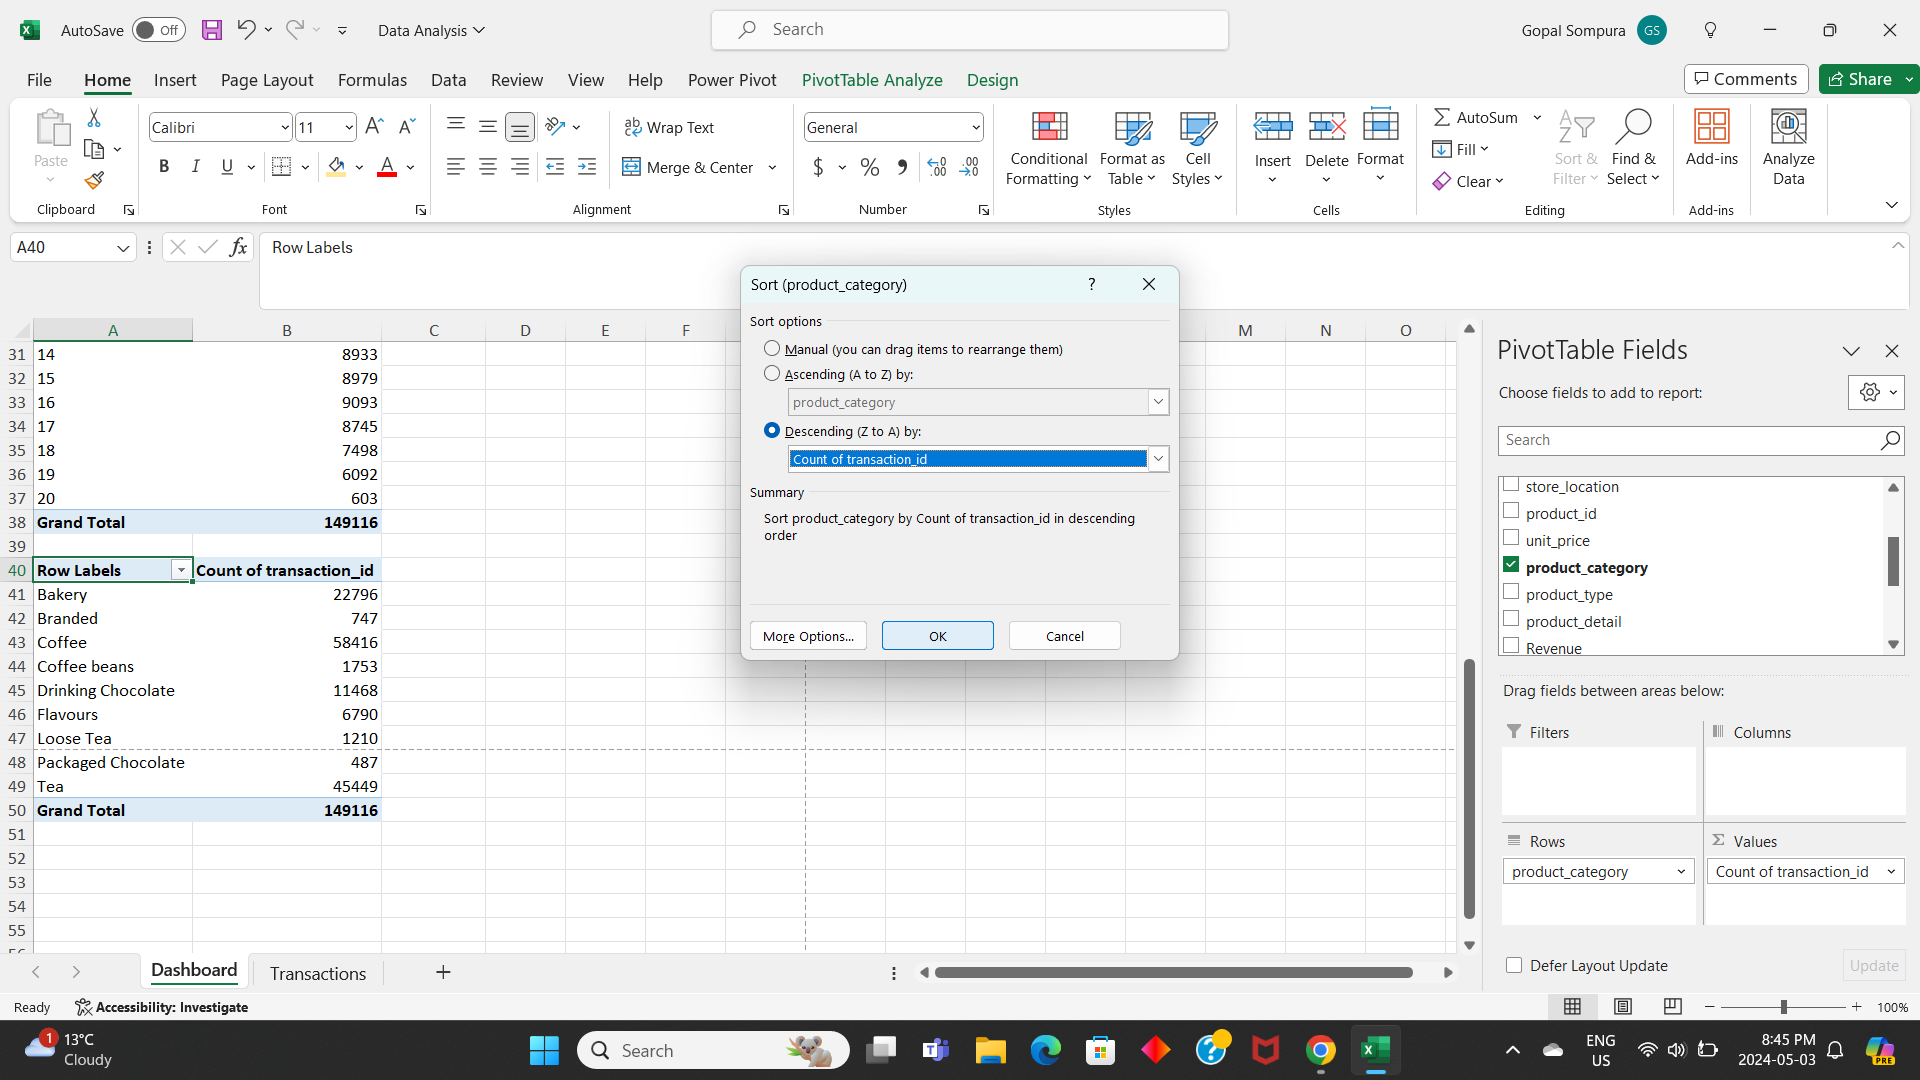 AutoSave Off Data Analysis Search Gopal Sompura GS
File Home Insert Page Layout Formulas Data Review View Help Power Pivot PivotTable Analyze Design Comments Share
Paste
Clipboard
Calibri 11
B I U A
Font
Wrap Text
Merge & Center
Alignment
General
$ % 9
Number
Conditional Formatting
Format as Table
Cell Styles
Styles
Insert
Delete
Format
Cells
AutoSum
Fill
Clear
Sort & Filter
Find & Select
Editing
Add-ins
Add-ins
Analyze Data
A40 fx Row Labels
A B C D E F M N O
31 14 8933
32 15 8979
33 16 9093
34 17 8745
35 18 7498
36 19 6092
37 20 603
38 Grand Total 149116
39
40 Row Labels Count of transaction_id
41 Bakery 22796
42 Branded 747
43 Coffee 58416
44 Coffee beans 1753
45 Drinking Chocolate 11468
46 Flavours 6790
47 Loose Tea 1210
48 Packaged Chocolate 487
49 Tea 45449
50 Grand Total 149116
51
52
53
54
55
Sort (product_category) ?
Sort options
Manual (you can drag items to rearrange them)
Ascending (A to Z) by:
product_category
Descending (Z to A) by:
Count of transaction_id
Summary
Sort product_category by Count of transaction_id in descending
order
More Options... OK Cancel
PivotTable Fields
Choose fields to add to report:
Search
store_location
product_id
unit_price
product_category
product_type
product_detail
Revenue
Drag fields between areas below:
Filters Columns
Rows Σ Values
product_category Count of transaction_id
Defer Layout Update Update
Dashboard Transactions +
Ready Accessibility: Investigate 100%
1 13°C
Cloudy
Search
ENG
US
8:45 PM
2024-05-03
PRE